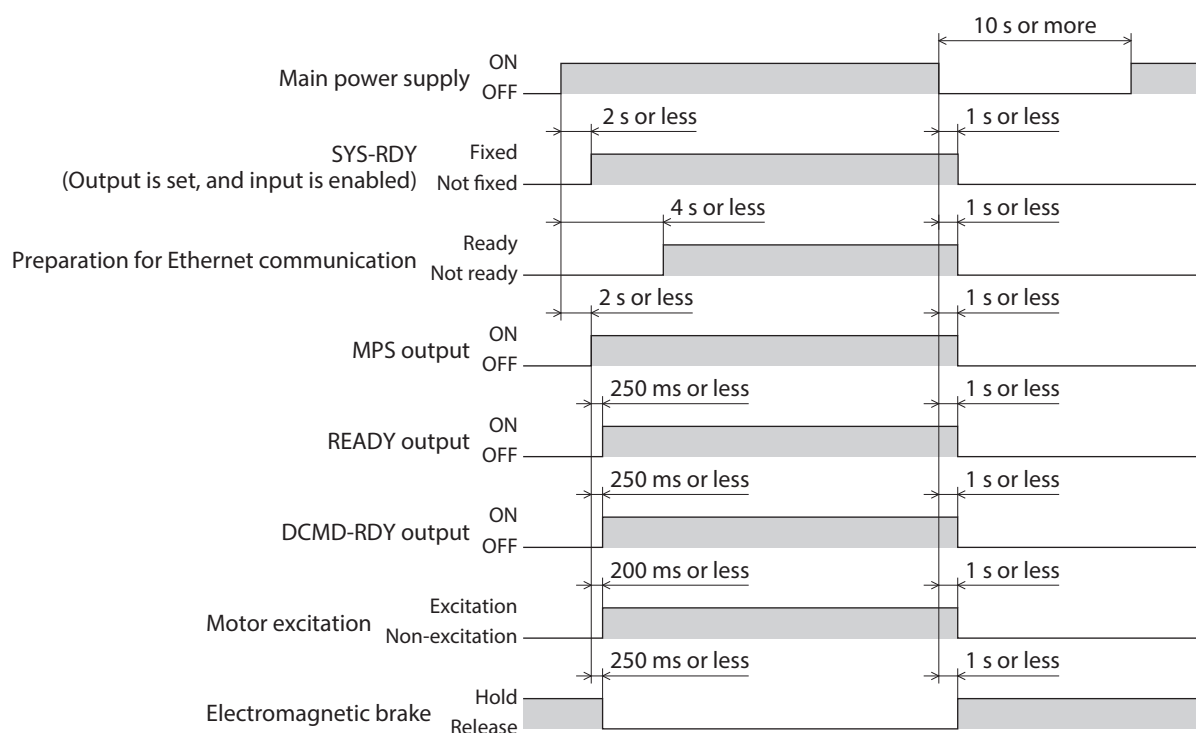 10 s or more
Main power supply
ON
OFF
2 s or less
1 s or less
SYS-RDY
(Output is set, and input is enabled)
Fixed
Not fixed
4 s or less
1 s or less
Preparation for Ethernet communication
Ready
Not ready
2 s or less
1 s or less
MPS output
ON
OFF
250 ms or less
1 s or less
READY output
ON
OFF
250 ms or less
1 s or less
DCMD-RDY output
ON
OFF
200 ms or less
1 s or less
Motor excitation
Excitation
Non-excitation
250 ms or less
1 s or less
Electromagnetic brake
Hold
Release